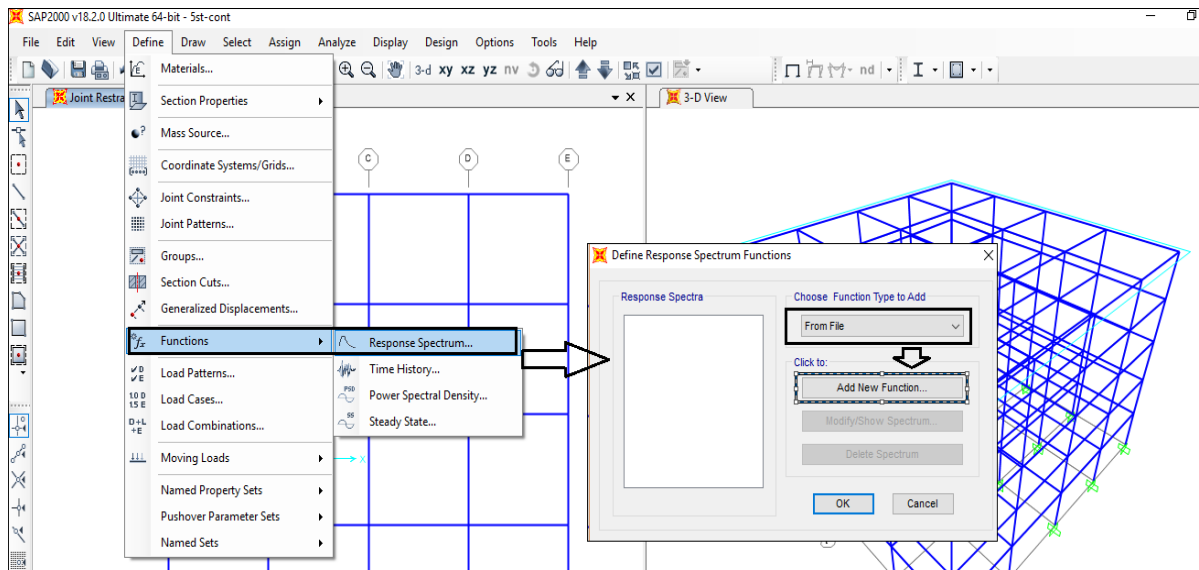 SAP2000 v18.2.0 Ultimate 64-bit - 5st-cont
File Edit View Define Draw Select Assign Analyze Display Design Options Tools Help
3-d xy xz yz nv nd
Joint Restra
3-D View
Materials...
Section Properties
Mass Source...
Coordinate Systems/Grids...
Joint Constraints...
Joint Patterns...
Groups...
Section Cuts...
Generalized Displacements...
Functions
Load Patterns...
Load Cases...
Load Combinations...
Moving Loads
Named Property Sets
Pushover Parameter Sets
Named Sets
Response Spectrum...
Time History...
Power Spectral Density...
Steady State...
C D E
X
Define Response Spectrum Functions
Response Spectra
Choose Function Type to Add
From File
Click to:
Add New Function...
Modify/Show Spectrum...
Delete Spectrum
OK Cancel